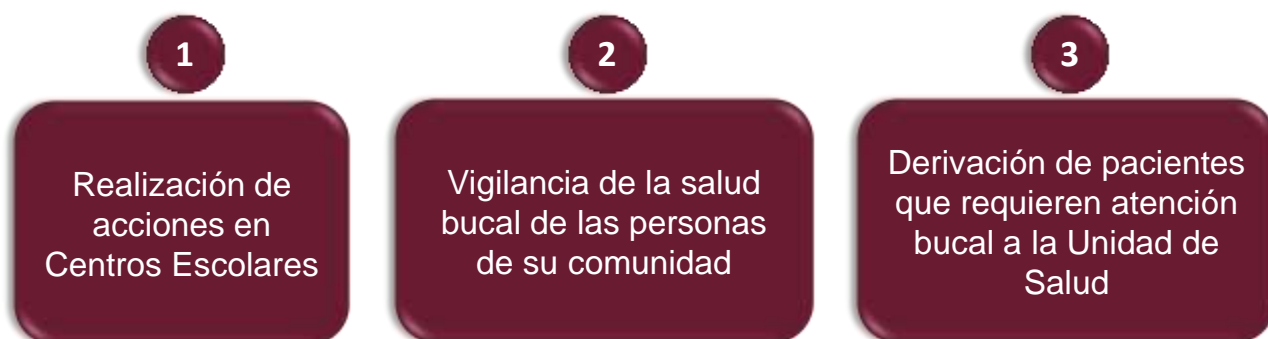 1
Realización de
acciones en
Centros Escolares
2
Vigilancia de la salud
bucal de las personas
de su comunidad
3
Derivación de pacientes
que requieren atención
bucal a la Unidad de
Salud